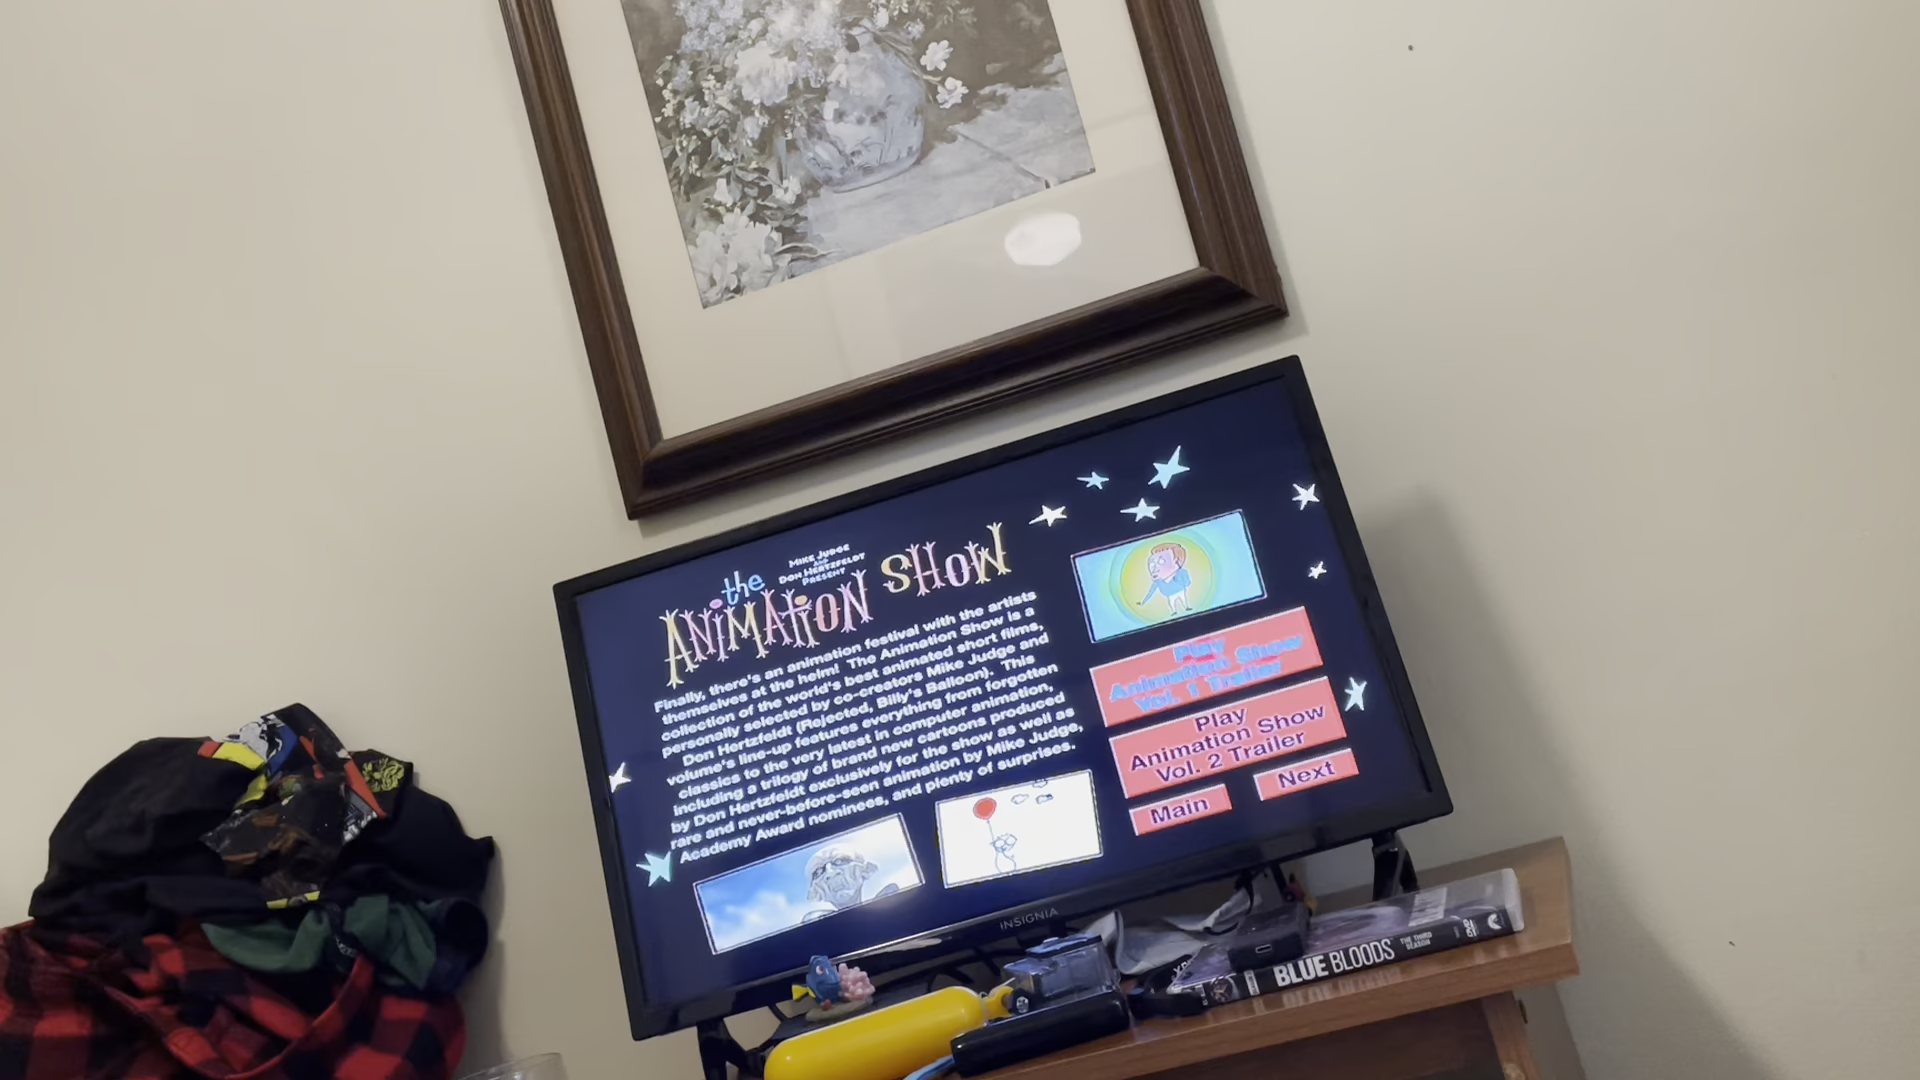 MIKE JUDGE
AND
DON HERTZFELDT
PRESENT
the
ANIMATION SHOW
Finally, there's an animation festival with the artists
themselves at the helm! The Animation Show is a
collection of the world's best animated short films,
personally selected by co-creators Mike Judge and
Don Hertzfeldt (Rejected, Billy's Balloon). This
volume's line-up features everything from forgotten
classics to the very latest in computer animation,
including a trilogy of brand new cartoons produced
by Don Hertzfeldt exclusively for the show as well as
rare and never-before-seen animation by Mike Judge,
Academy Award nominees, and plenty of surprises.
Play
Animation Show
Vol. 1 Trailer
Play
Animation Show
Vol. 2 Trailer
Main
Next
INSIGNIA
BLUE BLOODS
THE THIRD
SEASON
DVD